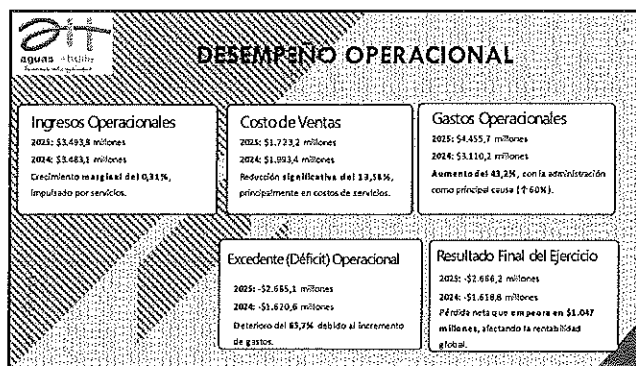 aguas
DESEMPEÑO OPERACIONAL
Ingresos Operacionales
2025: $3.493,8 millones
2024: $3.483,1 millones
Crecimiento marginal del 0,31%,
impulsado por servicios.
Costo de Ventas
2025: $1.723,2 millones
2024: $1.993,4 millones
Reducción significativa del 13,58%,
principalmente en costos de servicios.
Gastos Operacionales
2025: $4.455,7 millones
2024: $3.110,2 millones
Aumento del 43,2%, con la administración
como principal causa (↑60%).
Excedente (Déficit) Operacional
2025: -$2.685,1 millones
2024: -$1.620,6 millones
Deterioro del 65,7% debido al incremento
de gastos.
Resultado Final del Ejercicio
2025: -$2.666,2 millones
2024: -$1.618,8 millones
Pérdida neta que empeora en $1.047
millones, afectando la rentabilidad
global.